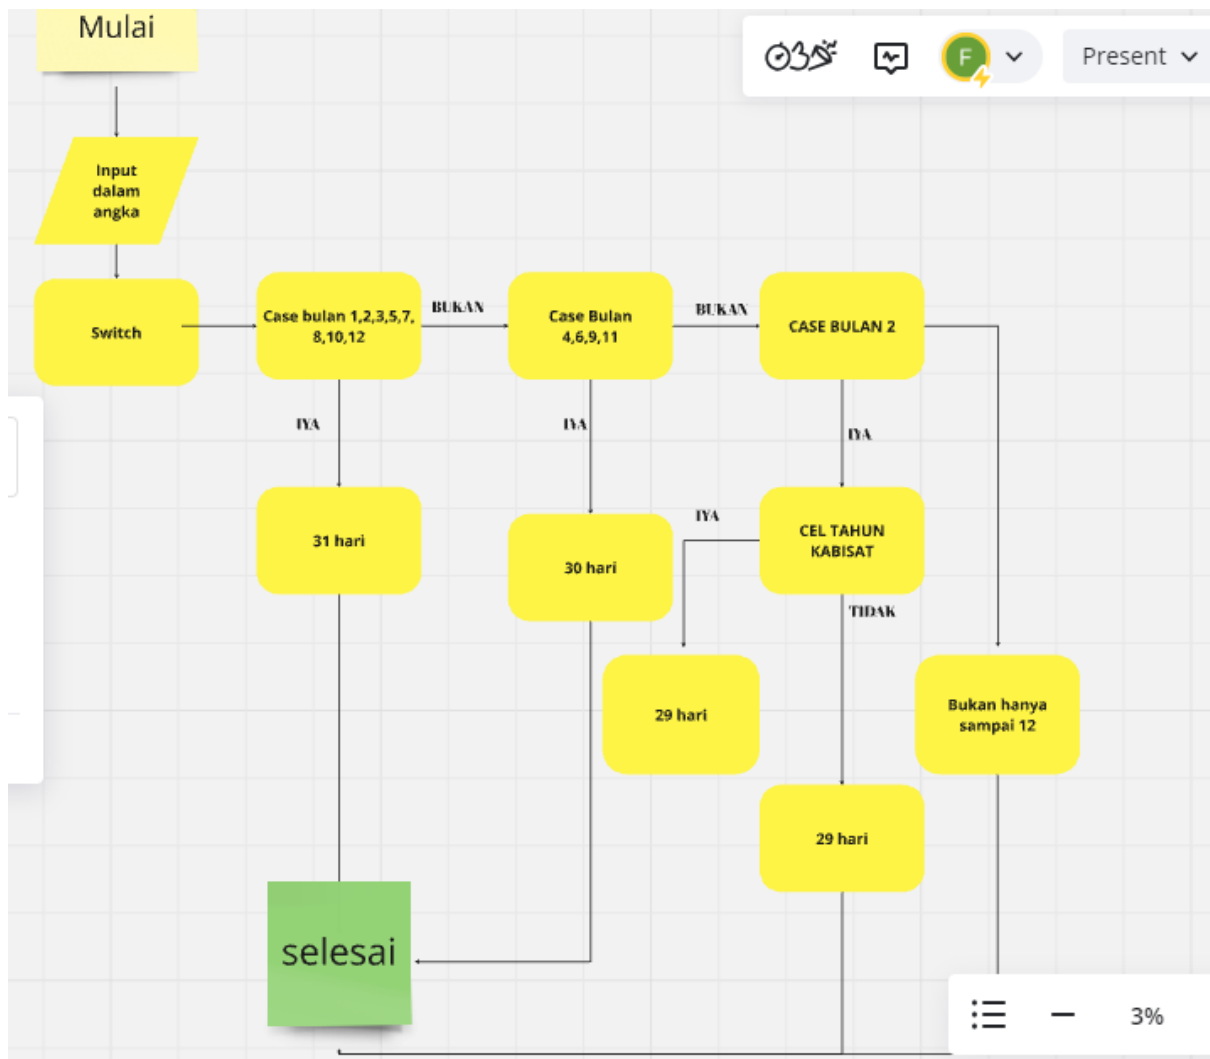 Mulai
F
Present
Input
dalam
angka
Switch
Case bulan 1,2,3,5,7,
8,10,12
BUKAN
Case Bulan
4,6,9,11
BUKAN
CASE BULAN 2
IYA
IYA
IYA
31 hari
30 hari
IYA
CEL TAHUN
KABISAT
TIDAK
29 hari
Bukan hanya
sampai 12
29 hari
selesai
3%